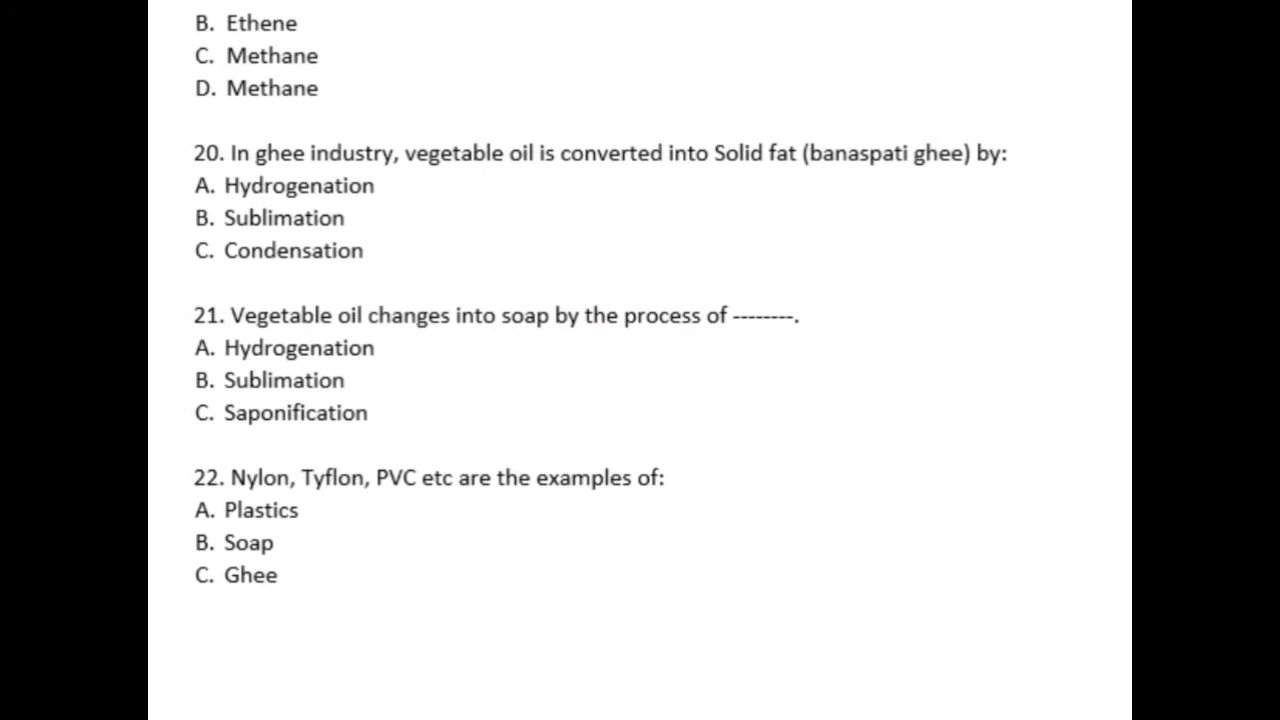 B. Ethene
C. Methane
D. Methane
20. In ghee industry, vegetable oil is converted into Solid fat (banaspati ghee) by:
A. Hydrogenation
B. Sublimation
C. Condensation
21. Vegetable oil changes into soap by the process of --------.
A. Hydrogenation
B. Sublimation
C. Saponification
22. Nylon, Tyflon, PVC etc are the examples of:
A. Plastics
B. Soap
C. Ghee